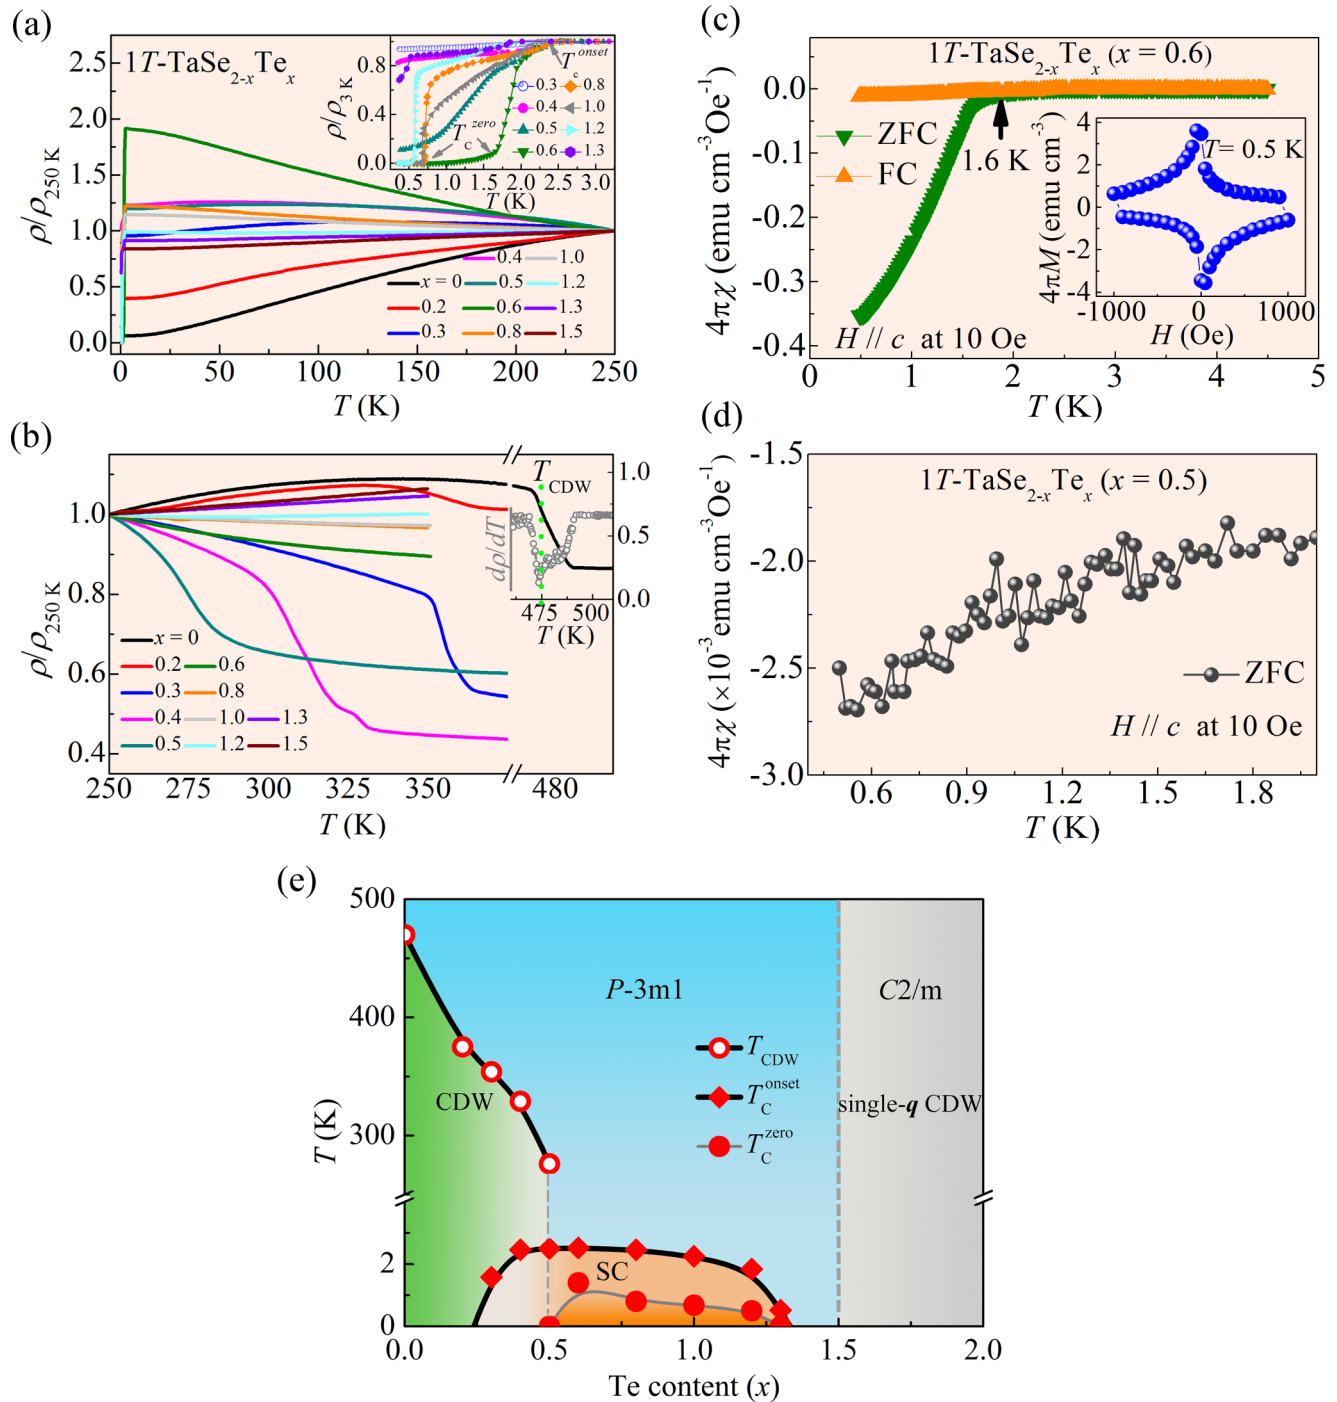 (a)
1T-TaSe2-xTex
ρ/ρ250 K
2.5
2.0
1.5
1.0
0.5
0.0
0
50
100
150
200
250
T (K)
x = 0
0.2
0.3
0.4
0.5
0.6
0.8
1.0
1.2
1.3
1.5
ρ/ρ3 K
0.8
0.4
0.0
0.5
1.0
1.5
2.0
2.5
3.0
T (K)
Tc onset
Tc zero
0.3
0.8
0.4
1.0
0.5
1.2
0.6
1.3
(b)
ρ/ρ250 K
1.0
0.8
0.6
0.4
250
275
300
325
350
480
T (K)
x = 0
0.2
0.6
0.3
0.8
0.4
1.0
1.3
0.5
1.2
1.5
TCDW
dρ/dT
1.0
0.5
0.0
475
500
T (K)
(c)
1T-TaSe2-xTex (x = 0.6)
4πχ (emu cm-3Oe-1)
0.0
-0.1
-0.2
-0.3
-0.4
0
1
2
3
4
5
T (K)
ZFC
FC
1.6 K
H // c at 10 Oe
T= 0.5 K
4πM (emu cm-3)
4
2
0
-2
-4
-1000
0
1000
H (Oe)
(d)
1T-TaSe2-xTex (x = 0.5)
4πχ (×10-3 emu cm-3Oe-1)
-1.5
-2.0
-2.5
-3.0
0.6
0.9
1.2
1.5
1.8
T (K)
ZFC
H // c at 10 Oe
(e)
T (K)
500
400
300
2
0
0.0
0.5
1.0
1.5
2.0
Te content (x)
P-3m1
C2/m
CDW
TCDW
TC onset
TC zero
single-q CDW
SC